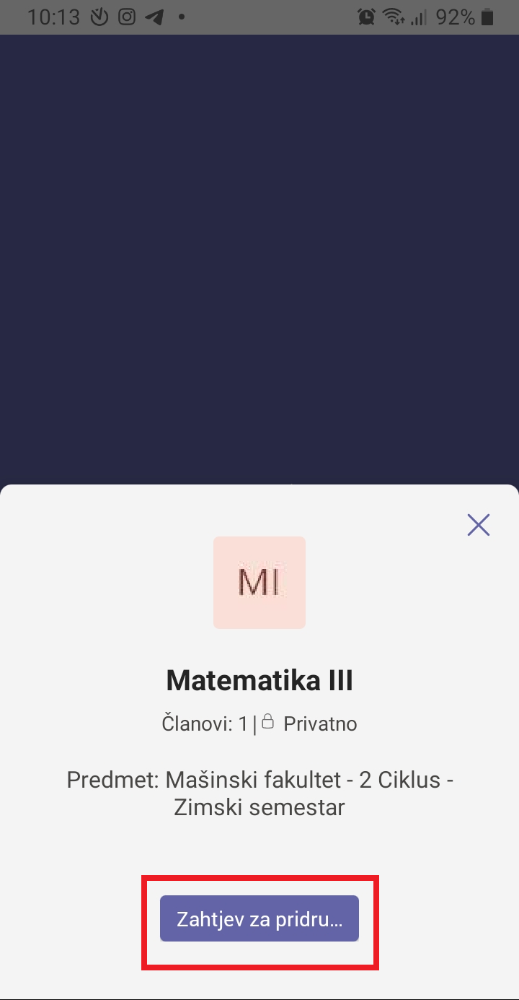 10:13 92%
MI
Matematika III
Članovi: 1 | Privatno
Predmet: Mašinski fakultet - 2 Ciklus -
Zimski semestar
Zahtjev za pridru...